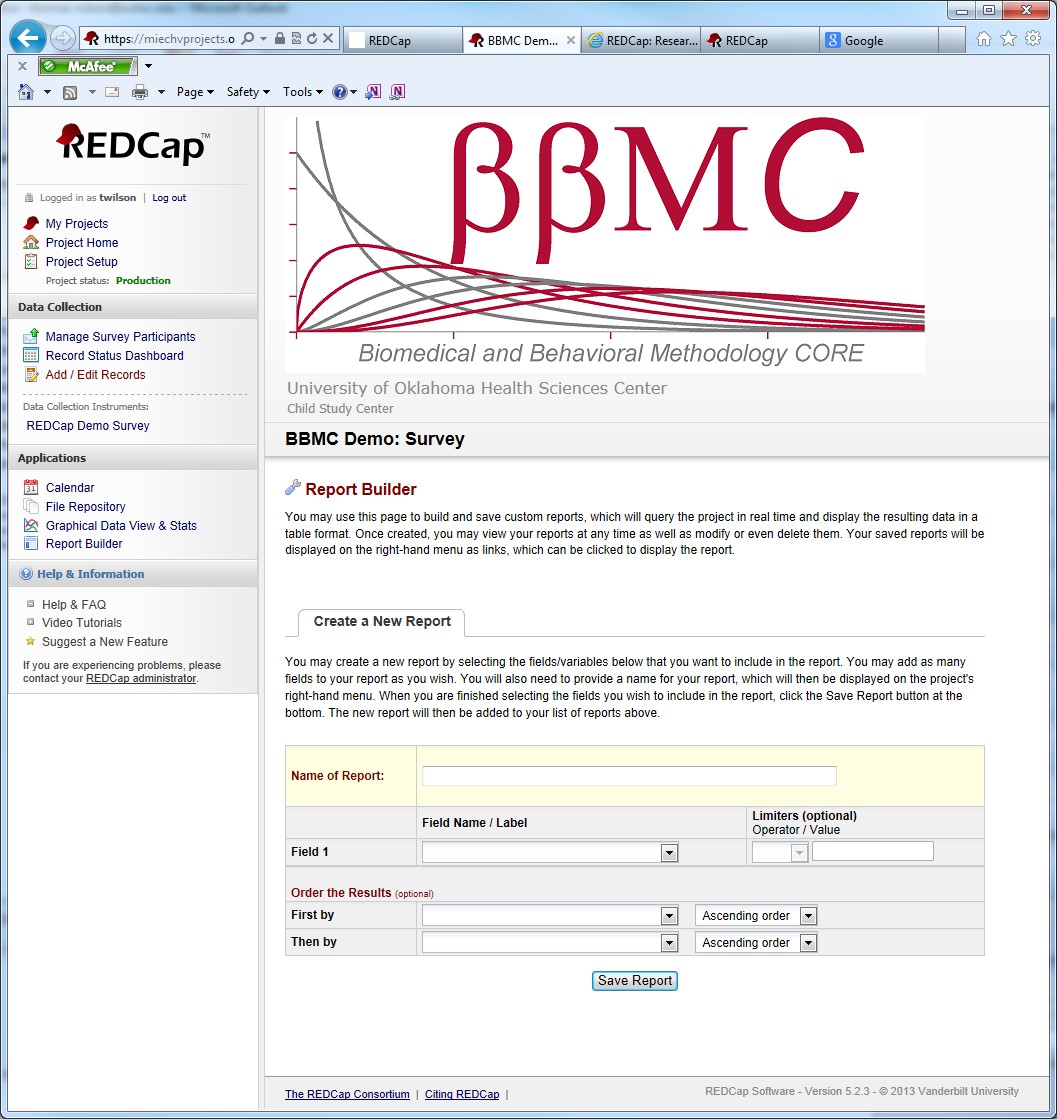 https://miechvprojects.o
REDCap
BBMC Dem...
REDCap: Resear...
REDCap
Google
McAfee
Page
Safety
Tools
REDCap™
Logged in as twilson | Log out
My Projects
Project Home
Project Setup
Project status: Production
Data Collection
Manage Survey Participants
Record Status Dashboard
Add / Edit Records
Data Collection Instruments:
REDCap Demo Survey
Applications
Calendar
File Repository
Graphical Data View & Stats
Report Builder
Help & Information
Help & FAQ
Video Tutorials
Suggest a New Feature
If you are experiencing problems, please
contact your REDCap administrator.
ββMC
Biomedical and Behavioral Methodology CORE
University of Oklahoma Health Sciences Center
Child Study Center
BBMC Demo: Survey
Report Builder
You may use this page to build and save custom reports, which will query the project in real time and display the resulting data in a
table format. Once created, you may view your reports at any time as well as modify or even delete them. Your saved reports will be
displayed on the right-hand menu as links, which can be clicked to display the report.
Create a New Report
You may create a new report by selecting the fields/variables below that you want to include in the report. You may add as many
fields to your report as you wish. You will also need to provide a name for your report, which will then be displayed on the project's
right-hand menu. When you are finished selecting the fields you wish to include in the report, click the Save Report button at the
bottom. The new report will then be added to your list of reports above.
Name of Report:
Field Name / Label
Limiters (optional)
Operator / Value
Field 1
Order the Results (optional)
First by
Ascending order
Then by
Ascending order
Save Report
The REDCap Consortium | Citing REDCap |
REDCap Software - Version 5.2.3 - © 2013 Vanderbilt University